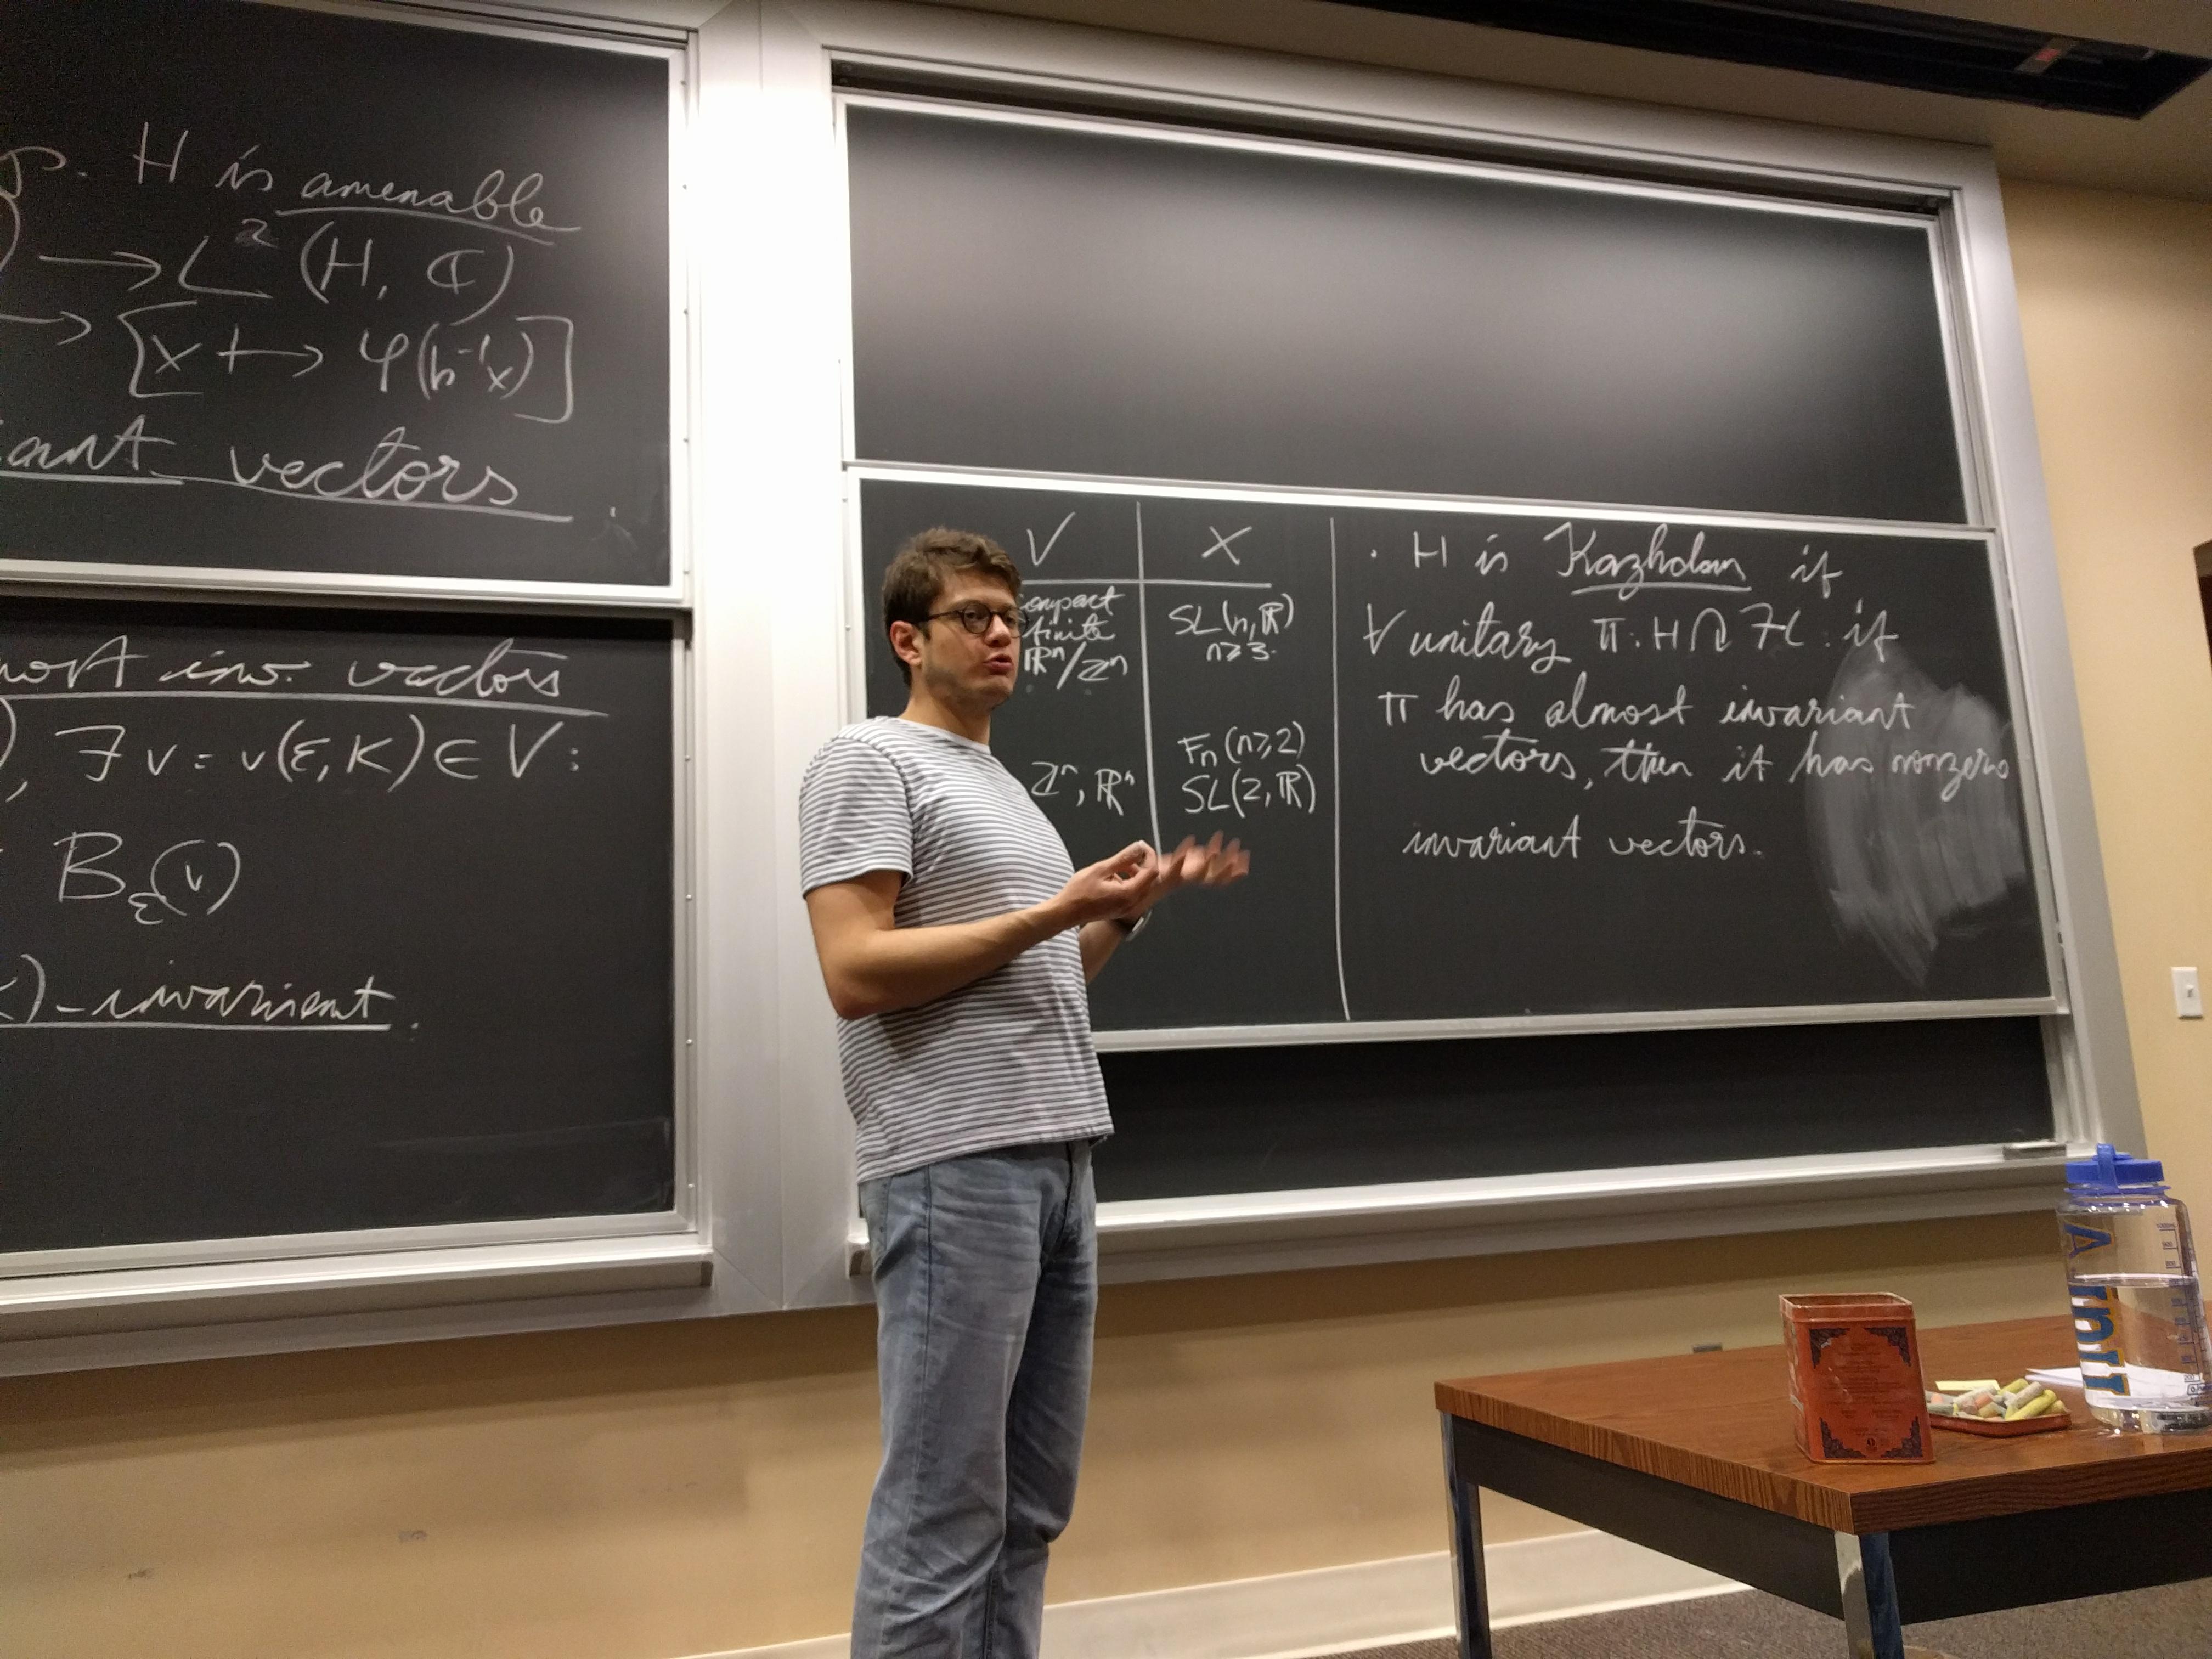 H is amenable
→ L² (H, ℂ)
→ [x ↦ φ(h⁻¹x)]
vectors
inv. vectors
, ∃ v = v(ε, K) ∈ V :
B_ε(v)
)-invariant.
V X
finite
ℝⁿ/ℤⁿ
SL(n, ℝ)
n≥3.
ℤⁿ, ℝⁿ
Fn (n≥2)
SL(2, ℝ)
· H is Kazhdan if
∀ unitary π: H ↷ ℋ : if
π has almost invariant
vectors, then it has nonzero
invariant vectors.